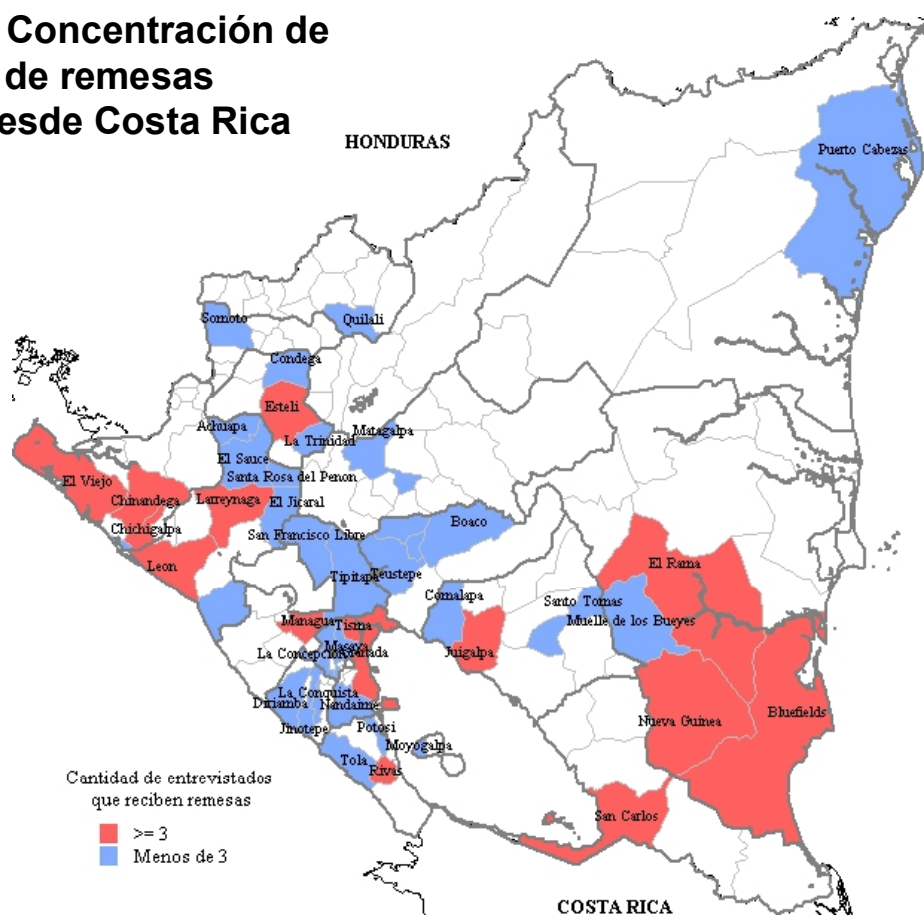 Concentración de
de remesas
esde Costa Rica
HONDURAS
Puerto Cabezas
Somoto
Quilali
Condega
Esteli
Achuapa
La Trinidad
Matagalpa
El Sauce
Santa Rosa del Penon
El Viejo
Chinandega
Larreynaga
El Jicaral
Chichigalpa
San Francisco Libre
Boaco
Leon
El Rama
Tipitapa
Teustepe
Comalapa
Santo Tomas
Muelle de los Bueyes
Managua
Tisma
Masaya
La Concepcion
Juigalpa
La Conquista
Diriamba
Nandaime
Nueva Guinea
Bluefields
Jinotepe
Potosi
Moyogalpa
Tola
Rivas
San Carlos
Cantidad de entrevistados
que reciben remesas
>= 3
Menos de 3
COSTA RICA